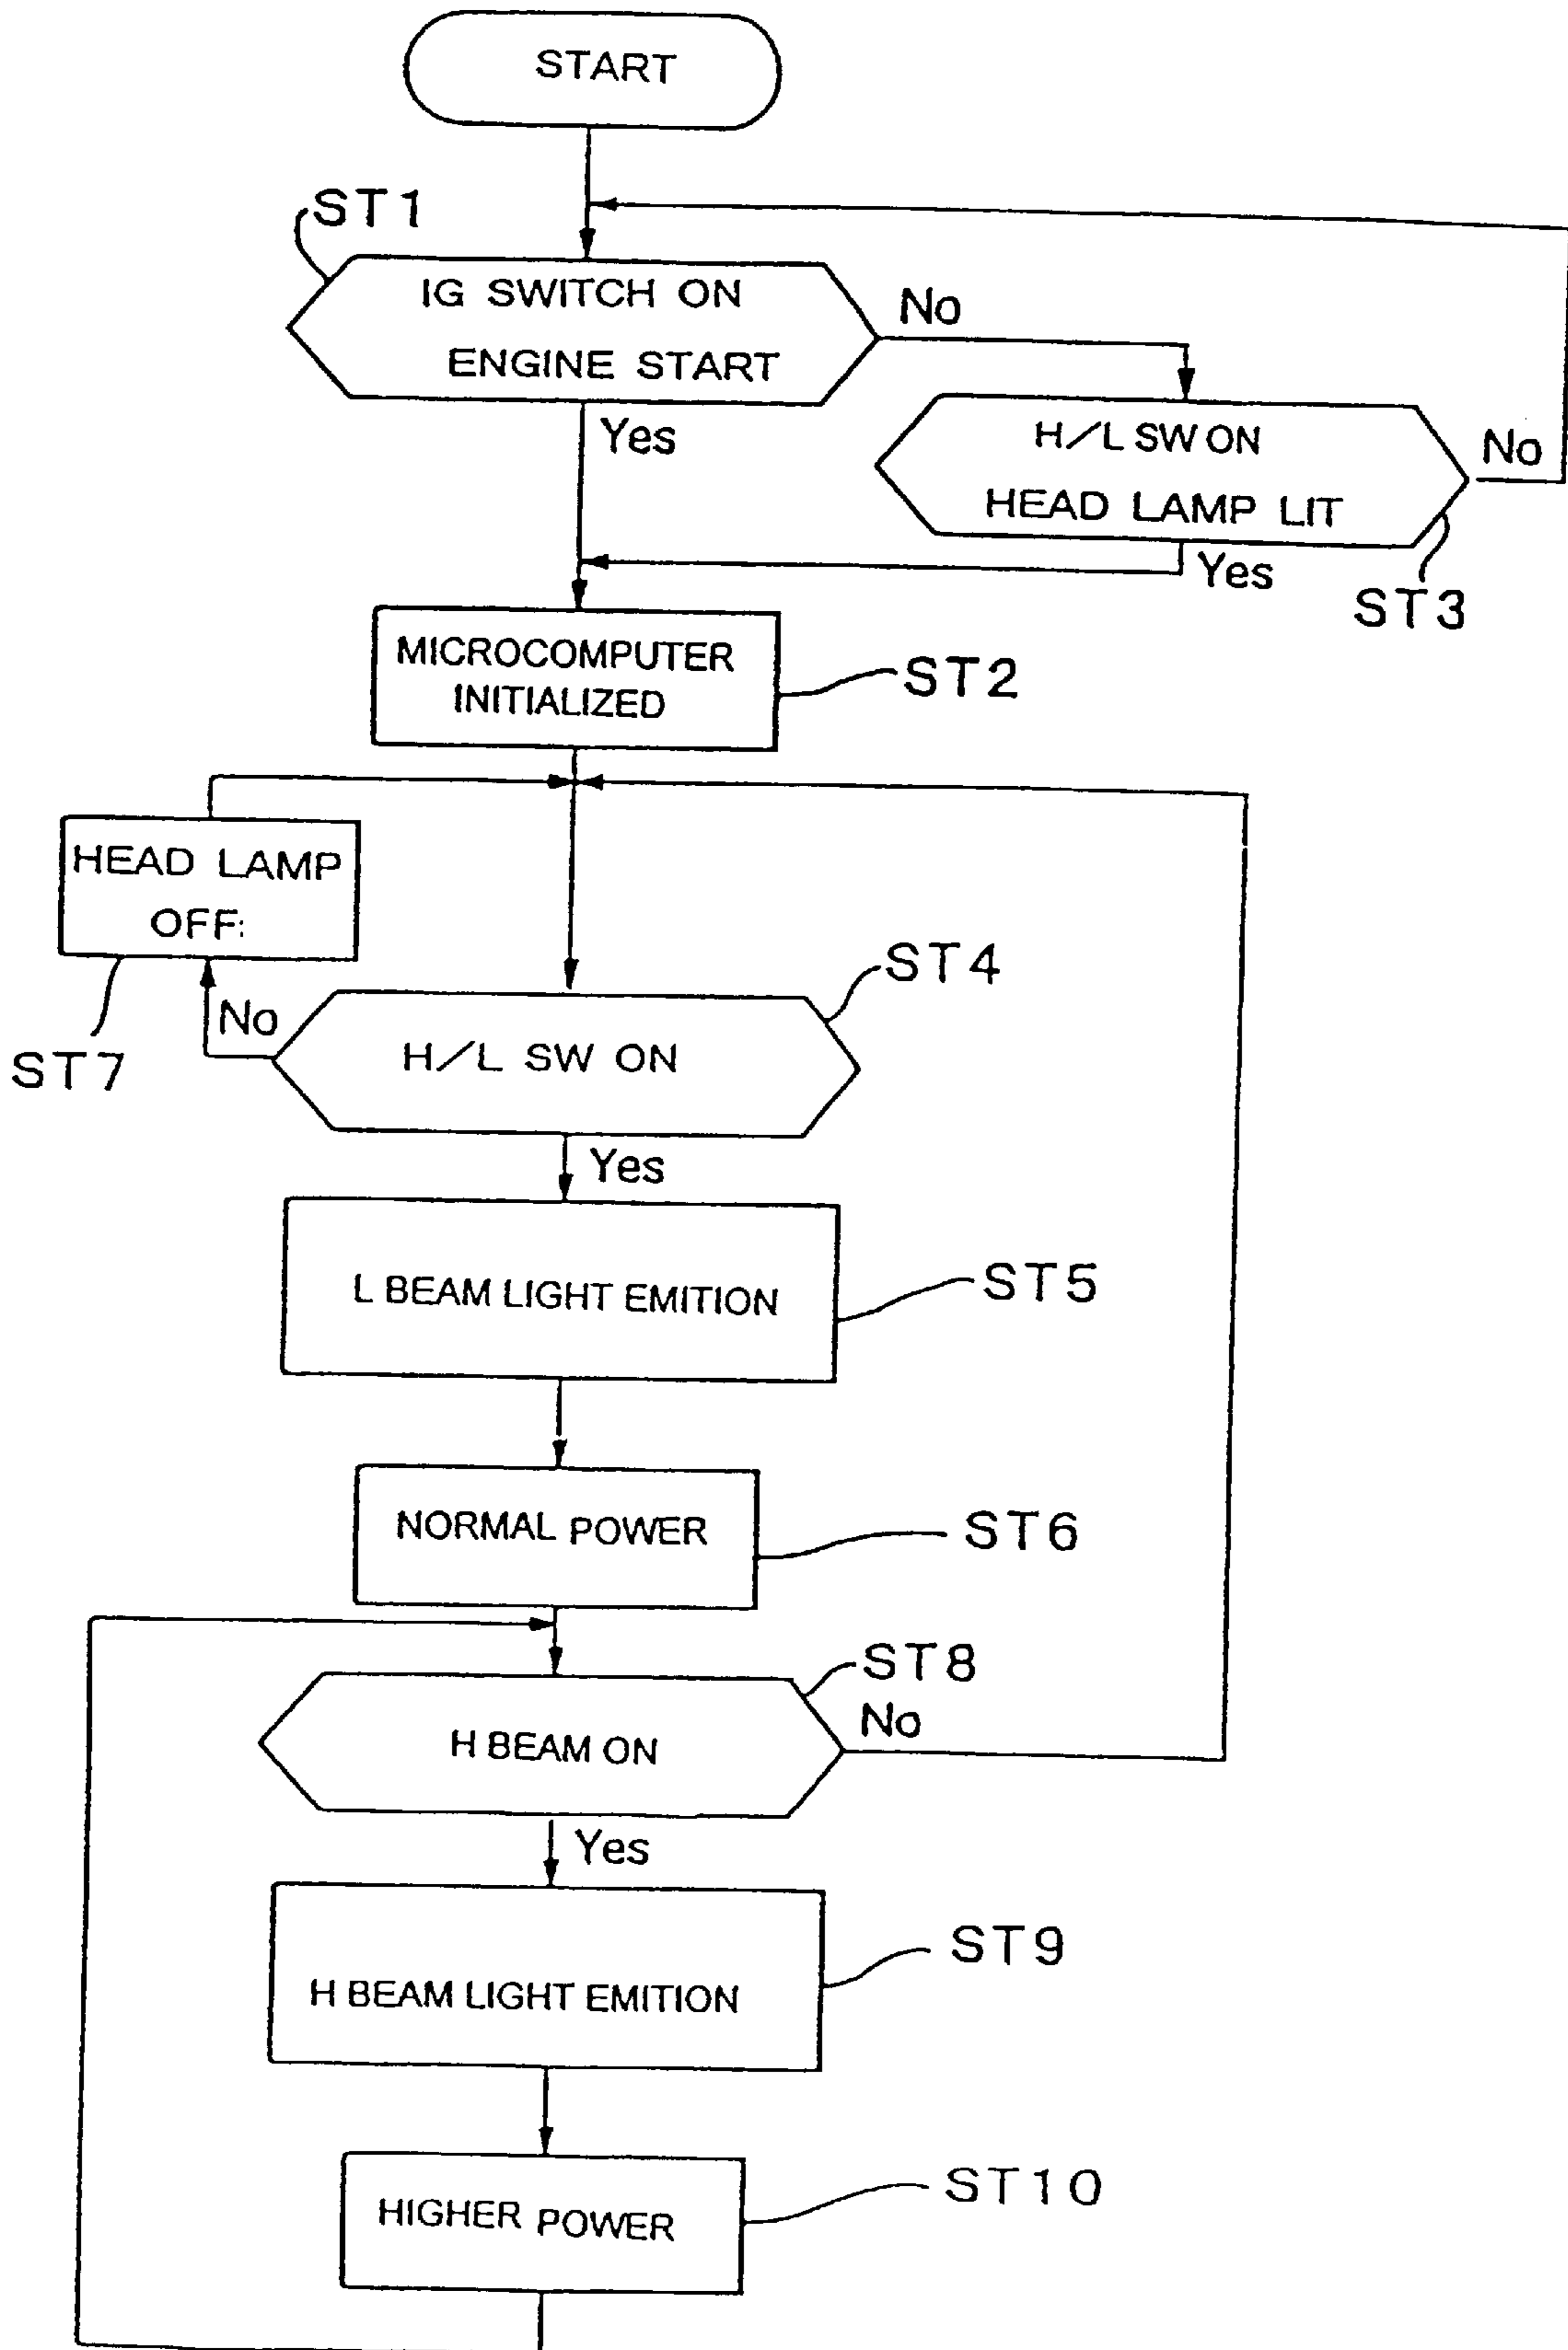 START
ST1
IG SWITCH ON
ENGINE START
No
Yes
H/L SW ON
HEAD LAMP LIT
No
Yes
ST3
MICROCOMPUTER
INITIALIZED
ST2
HEAD LAMP
OFF:
ST7
No
ST4
H/L SW ON
Yes
L BEAM LIGHT EMITION
ST5
NORMAL POWER
ST6
ST8
H BEAM ON
No
Yes
H BEAM LIGHT EMITION
ST9
HIGHER POWER
ST10